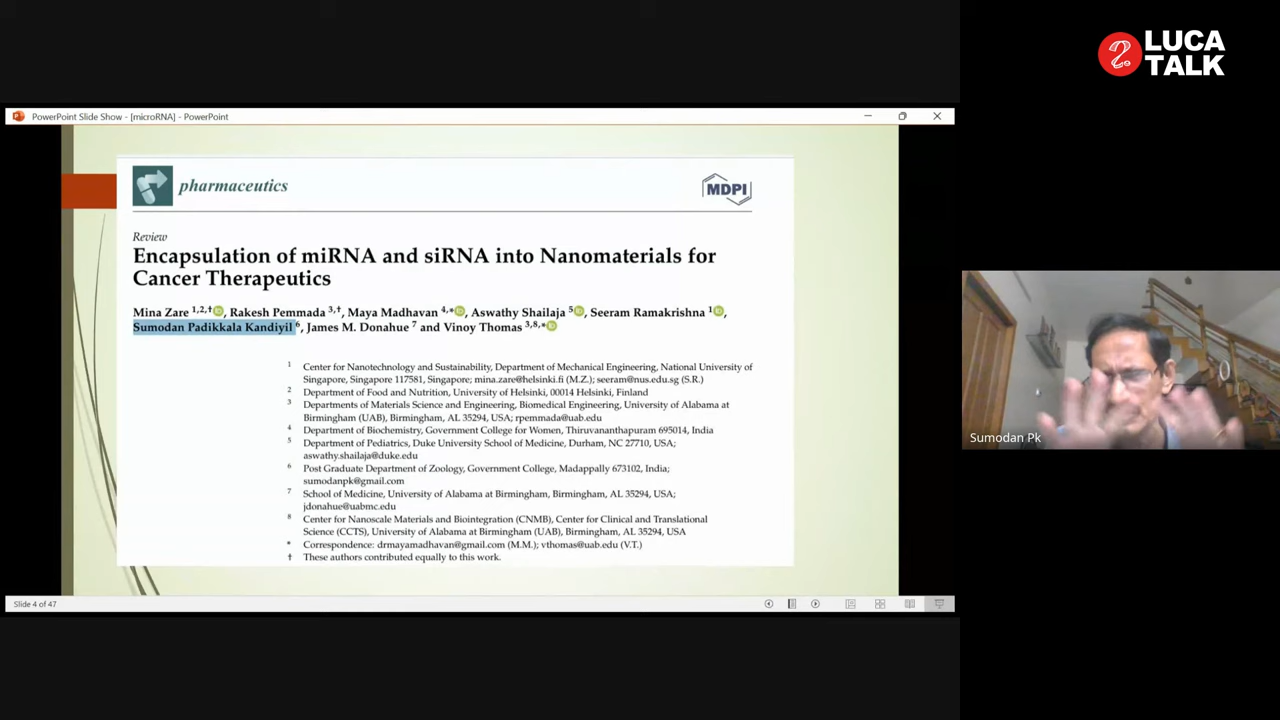 LUCA
TALK
PowerPoint Slide Show - [microRNA] - PowerPoint
pharmaceutics
MDPI
Review
Encapsulation of miRNA and siRNA into Nanomaterials for
Cancer Therapeutics
Mina Zare 1,2,†, Rakesh Pemmada 3,†, Maya Madhavan 4,*, Aswathy Shailaja 5, Seeram Ramakrishna 1,
Sumodan Padikkala Kandiyil 6, James M. Donahue 7 and Vinoy Thomas 3,8,*
1 Center for Nanotechnology and Sustainability, Department of Mechanical Engineering, National University of
Singapore, Singapore 117581, Singapore; mina.zare@helsinki.fi (M.Z.); seeram@nus.edu.sg (S.R.)
2 Department of Food and Nutrition, University of Helsinki, 00014 Helsinki, Finland
3 Departments of Materials Science and Engineering, Biomedical Engineering, University of Alabama at
Birmingham (UAB), Birmingham, AL 35294, USA; rpemmada@uab.edu
4 Department of Biochemistry, Government College for Women, Thiruvananthapuram 695014, India
5 Department of Pediatrics, Duke University School of Medicine, Durham, NC 27710, USA;
aswathy.shailaja@duke.edu
6 Post Graduate Department of Zoology, Government College, Madappally 673102, India;
sumodanpk@gmail.com
7 School of Medicine, University of Alabama at Birmingham, Birmingham, AL 35294, USA;
jdonahue@uabmc.edu
8 Center for Nanoscale Materials and Biointegration (CNMB), Center for Clinical and Translational
Science (CCTS), University of Alabama at Birmingham (UAB), Birmingham, AL 35294, USA
* Correspondence: drmayamadhavan@gmail.com (M.M.); vthomas@uab.edu (V.T.)
† These authors contributed equally to this work.
Sumodan Pk
Slide 4 of 47